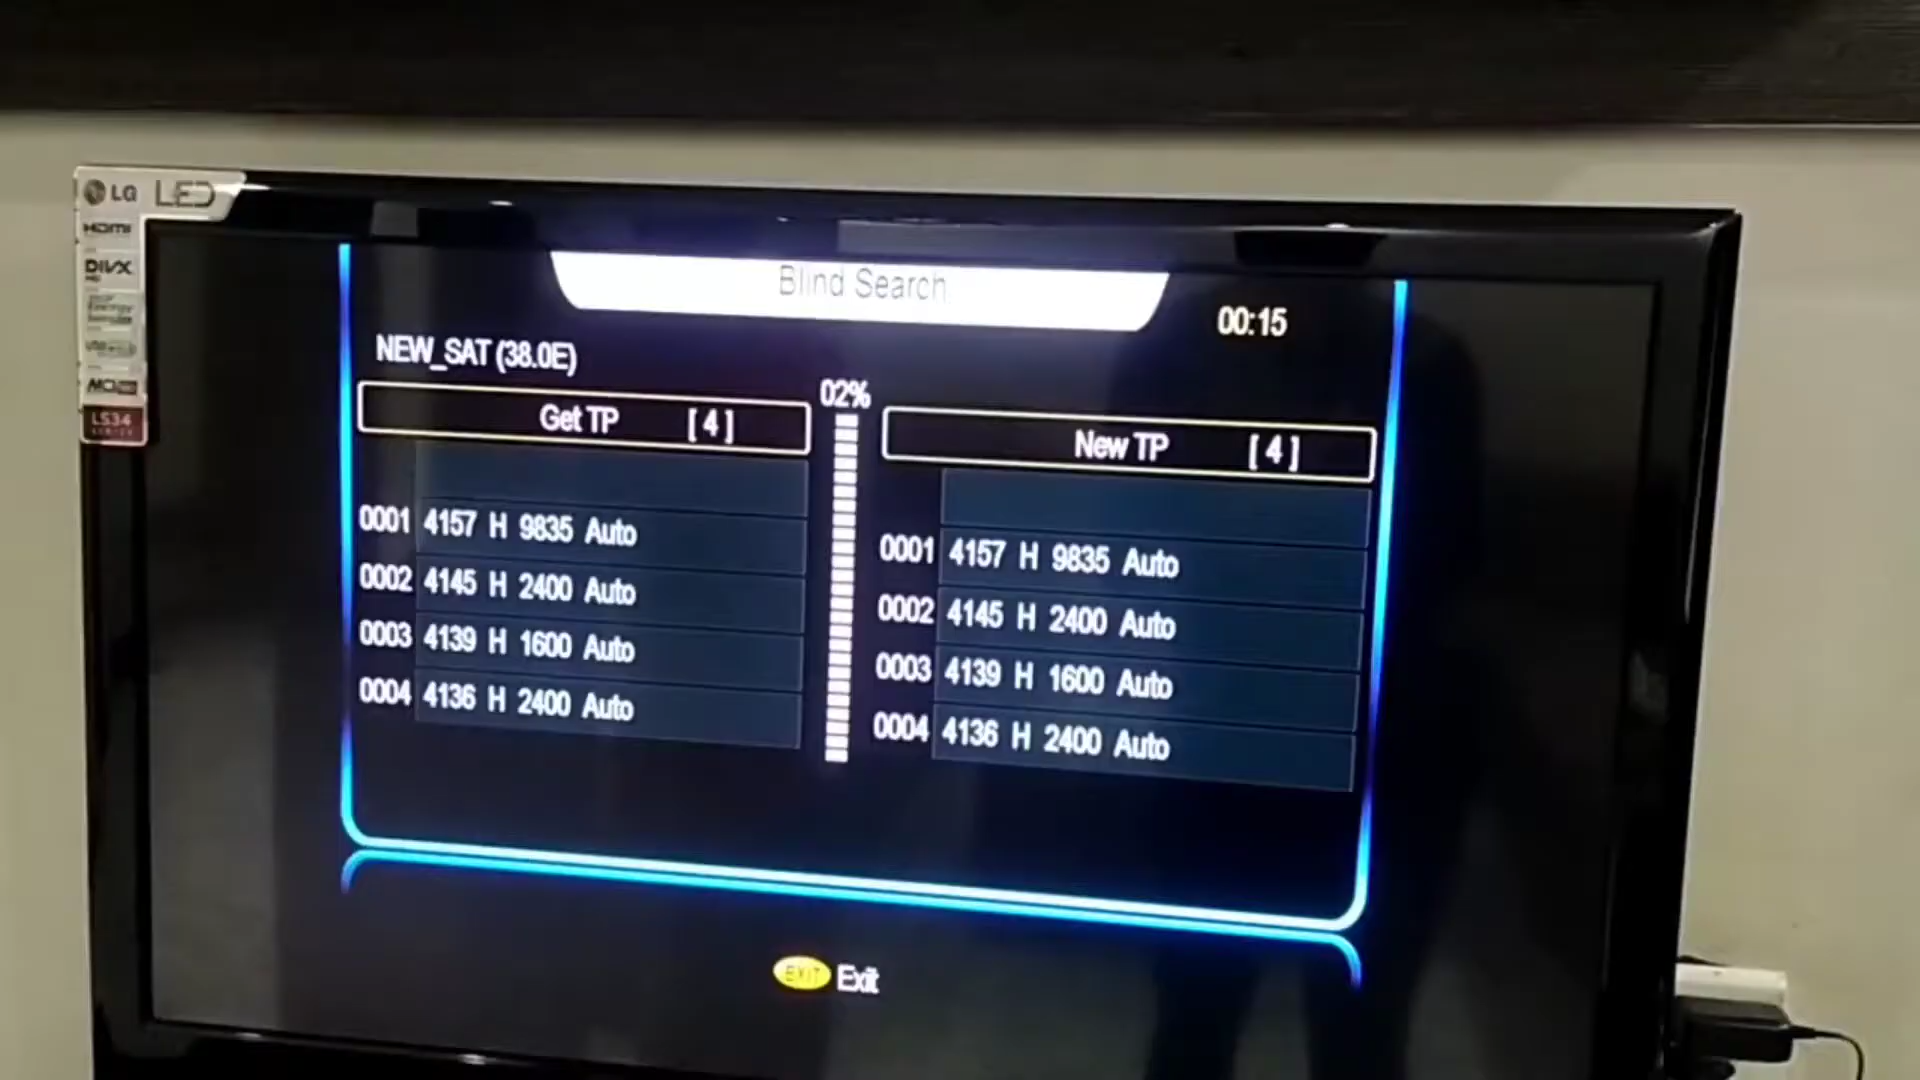 LG LED
HDMI
DIVX
HD
LS34
Blind Search
00:15
NEW_SAT (38.0E)
02%
Get TP [ 4 ]
0001 4157 H 9835 Auto
0002 4145 H 2400 Auto
0003 4139 H 1600 Auto
0004 4136 H 2400 Auto
New TP [ 4 ]
0001 4157 H 9835 Auto
0002 4145 H 2400 Auto
0003 4139 H 1600 Auto
0004 4136 H 2400 Auto
EXIT Exit